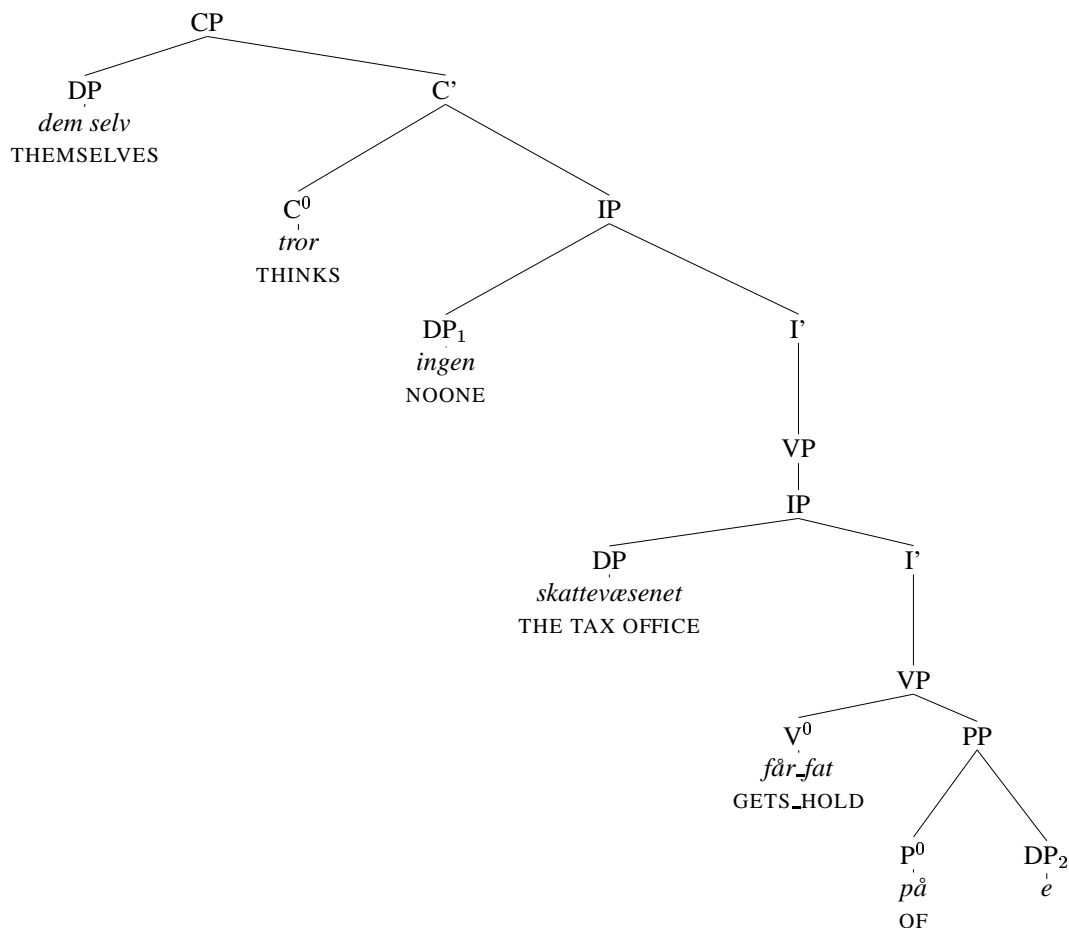 CP
DP C’
dem selv
THEMSELVES
C⁰ IP
tror
THINKS
DP₁ I’
ingen
NOONE
VP
IP
DP I’
skattevæsenet
THE TAX OFFICE
VP
V⁰ PP
får_fat
GETS_HOLD
P⁰ DP₂
på e
OF